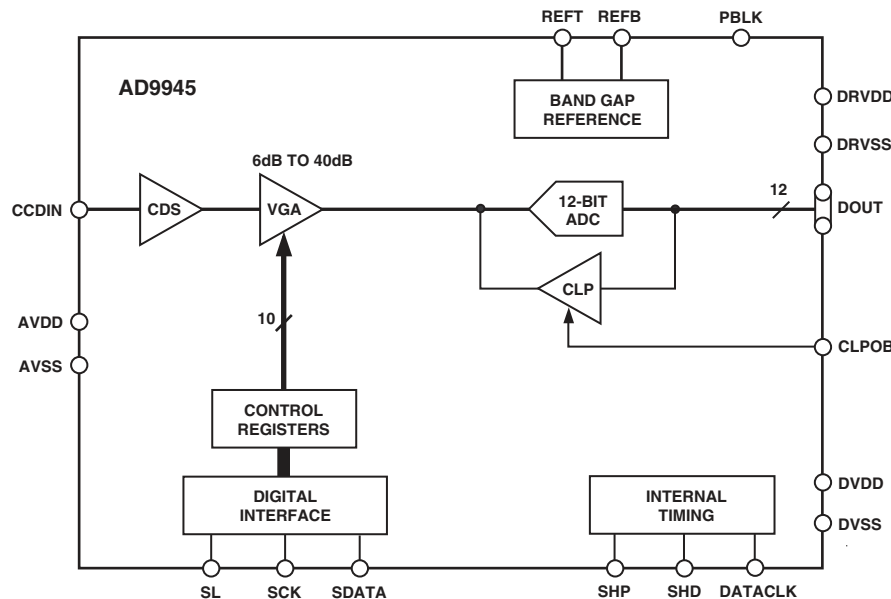 REFT REFB PBLK
AD9945
BAND GAP
REFERENCE
DRVDD
DRVSS
6dB TO 40dB
CCDIN
CDS
VGA
12-BIT
ADC
12
DOUT
CLP
10
AVDD
AVSS
CLPOB
CONTROL
REGISTERS
DIGITAL
INTERFACE
INTERNAL
TIMING
DVDD
DVSS
SL SCK SDATA SHP SHD DATACLK